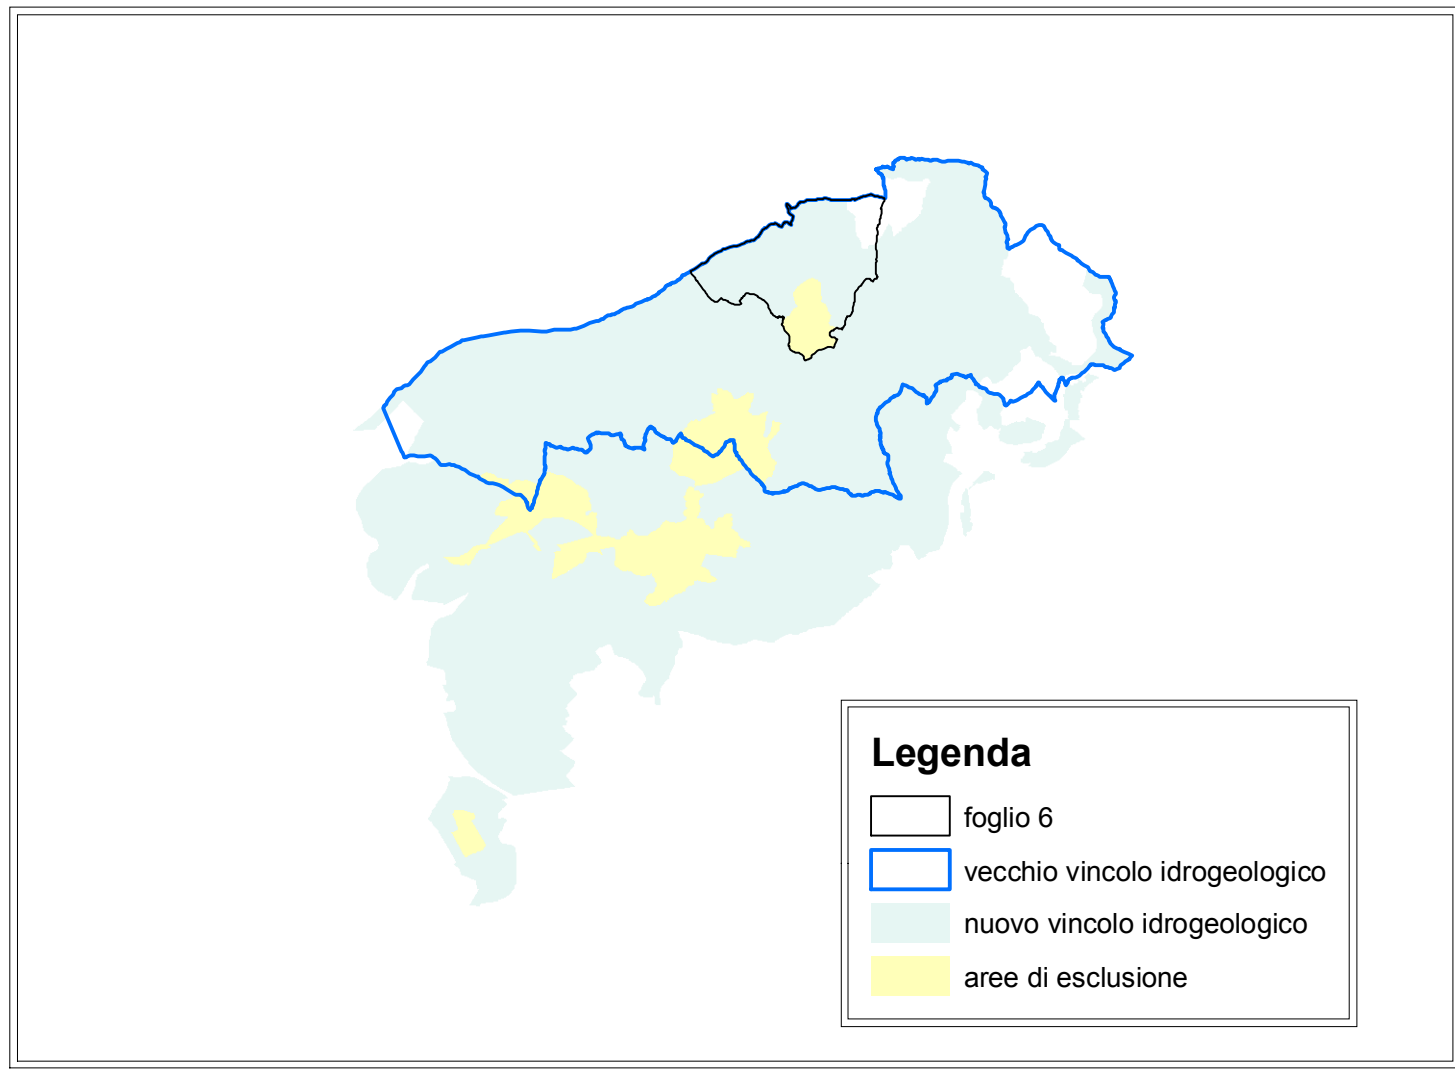 Legenda
foglio 6
vecchio vincolo idrogeologico
nuovo vincolo idrogeologico
aree di esclusione